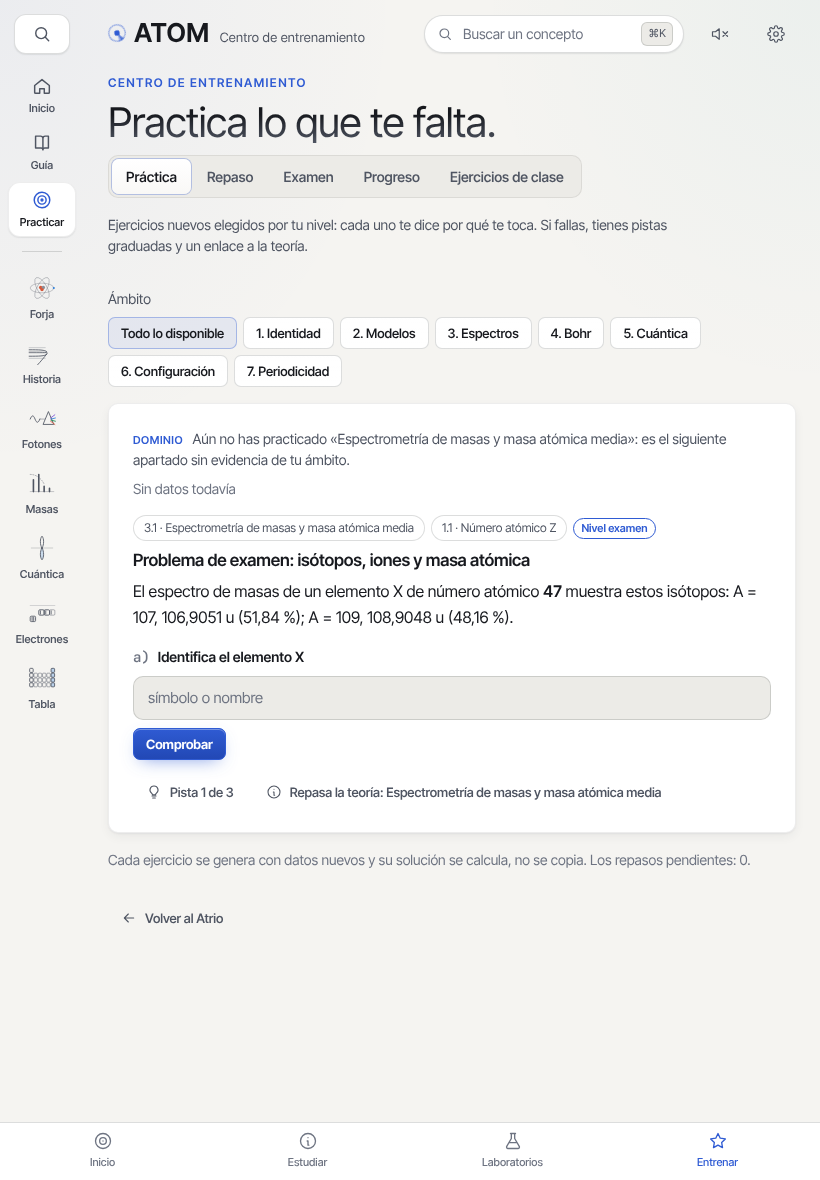 ATOM Centro de entrenamiento
Buscar un concepto ⌘K
Inicio
Guía
Practicar
Forja
Historia
Fotones
Masas
Cuántica
Electrones
Tabla
CENTRO DE ENTRENAMIENTO
Practica lo que te falta.
Práctica Repaso Examen Progreso Ejercicios de clase
Ejercicios nuevos elegidos por tu nivel: cada uno te dice por qué te toca. Si fallas, tienes pistas
graduadas y un enlace a la teoría.
Ámbito
Todo lo disponible 1. Identidad 2. Modelos 3. Espectros 4. Bohr 5. Cuántica
6. Configuración 7. Periodicidad
DOMINIO Aún no has practicado «Espectrometría de masas y masa atómica media»: es el siguiente
apartado sin evidencia de tu ámbito.
Sin datos todavía
3.1 · Espectrometría de masas y masa atómica media 1.1 · Número atómico Z Nivel examen
Problema de examen: isótopos, iones y masa atómica
El espectro de masas de un elemento X de número atómico 47 muestra estos isótopos: A =
107, 106,9051 u (51,84 %); A = 109, 108,9048 u (48,16 %).
a) Identifica el elemento X
símbolo o nombre
Comprobar
Pista 1 de 3 Repasa la teoría: Espectrometría de masas y masa atómica media
Cada ejercicio se genera con datos nuevos y su solución se calcula, no se copia. Los repasos pendientes: 0.
← Volver al Atrio
Inicio Estudiar Laboratorios Entrenar